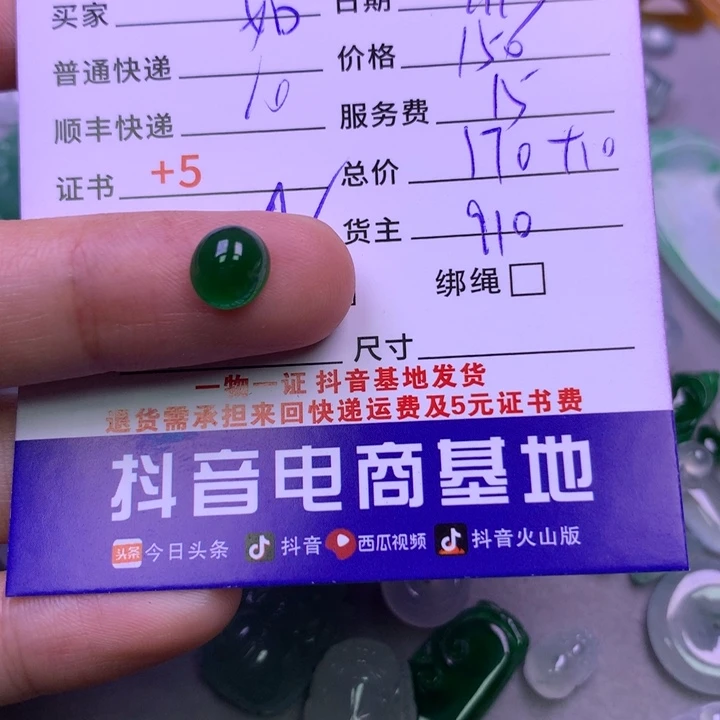 买家 日期
普通快递 价格 150
10
顺丰快递 服务费 15
证书 +5 总价 170 +10
货主 910
绑绳
尺寸
一物一证 抖音基地发货
退货需承担来回快递运费及5元证书费
抖音电商基地
头条 今日头条 抖音 西瓜视频 抖音火山版